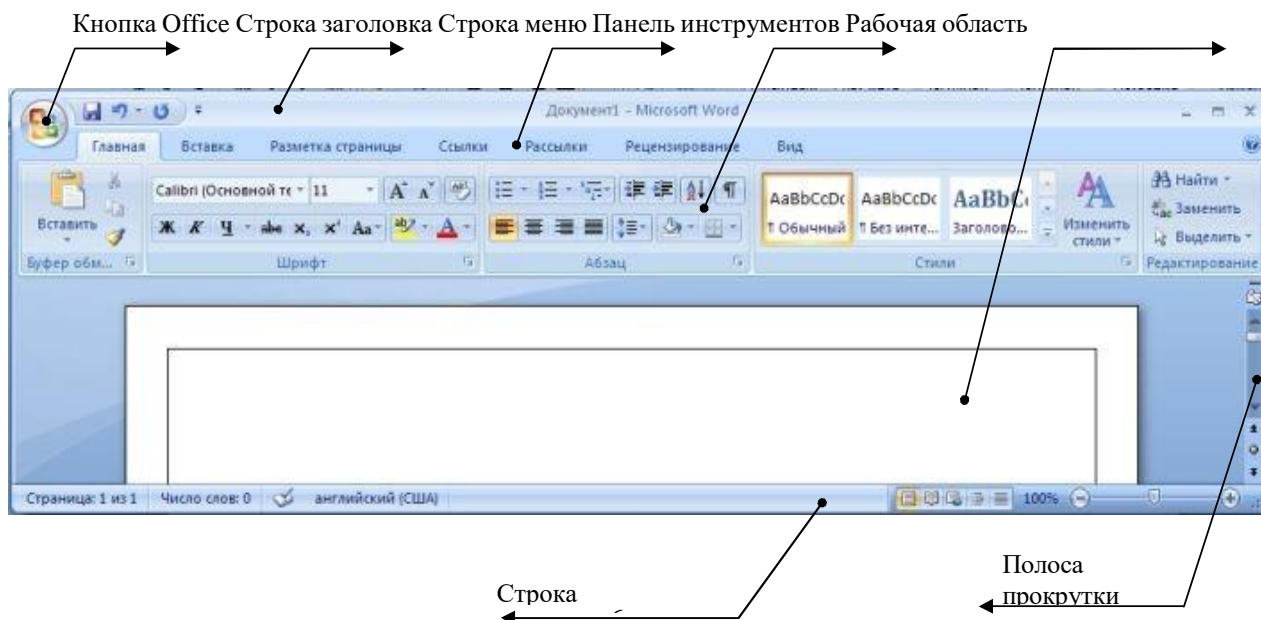 Кнопка Office Строка заголовка Строка меню Панель инструментов Рабочая область
Документ1 - Microsoft Word
Главная Вставка Разметка страницы Ссылки Рассылки Рецензирование Вид
Calibri (Основной те 11
AaBbCcDc AaBbCcDc AaBbC
Найти
Заменить
Вставить
Ж К Ч abc x, x' Aa
¶ Обычный ¶ Без инте... Заголово...
Изменить
стили
Выделить
Буфер обм... Шрифт Абзац Стили Редактирование
Страница: 1 из 1 Число слов: 0 английский (США) 100%
Строка
Полоса
прокрутки